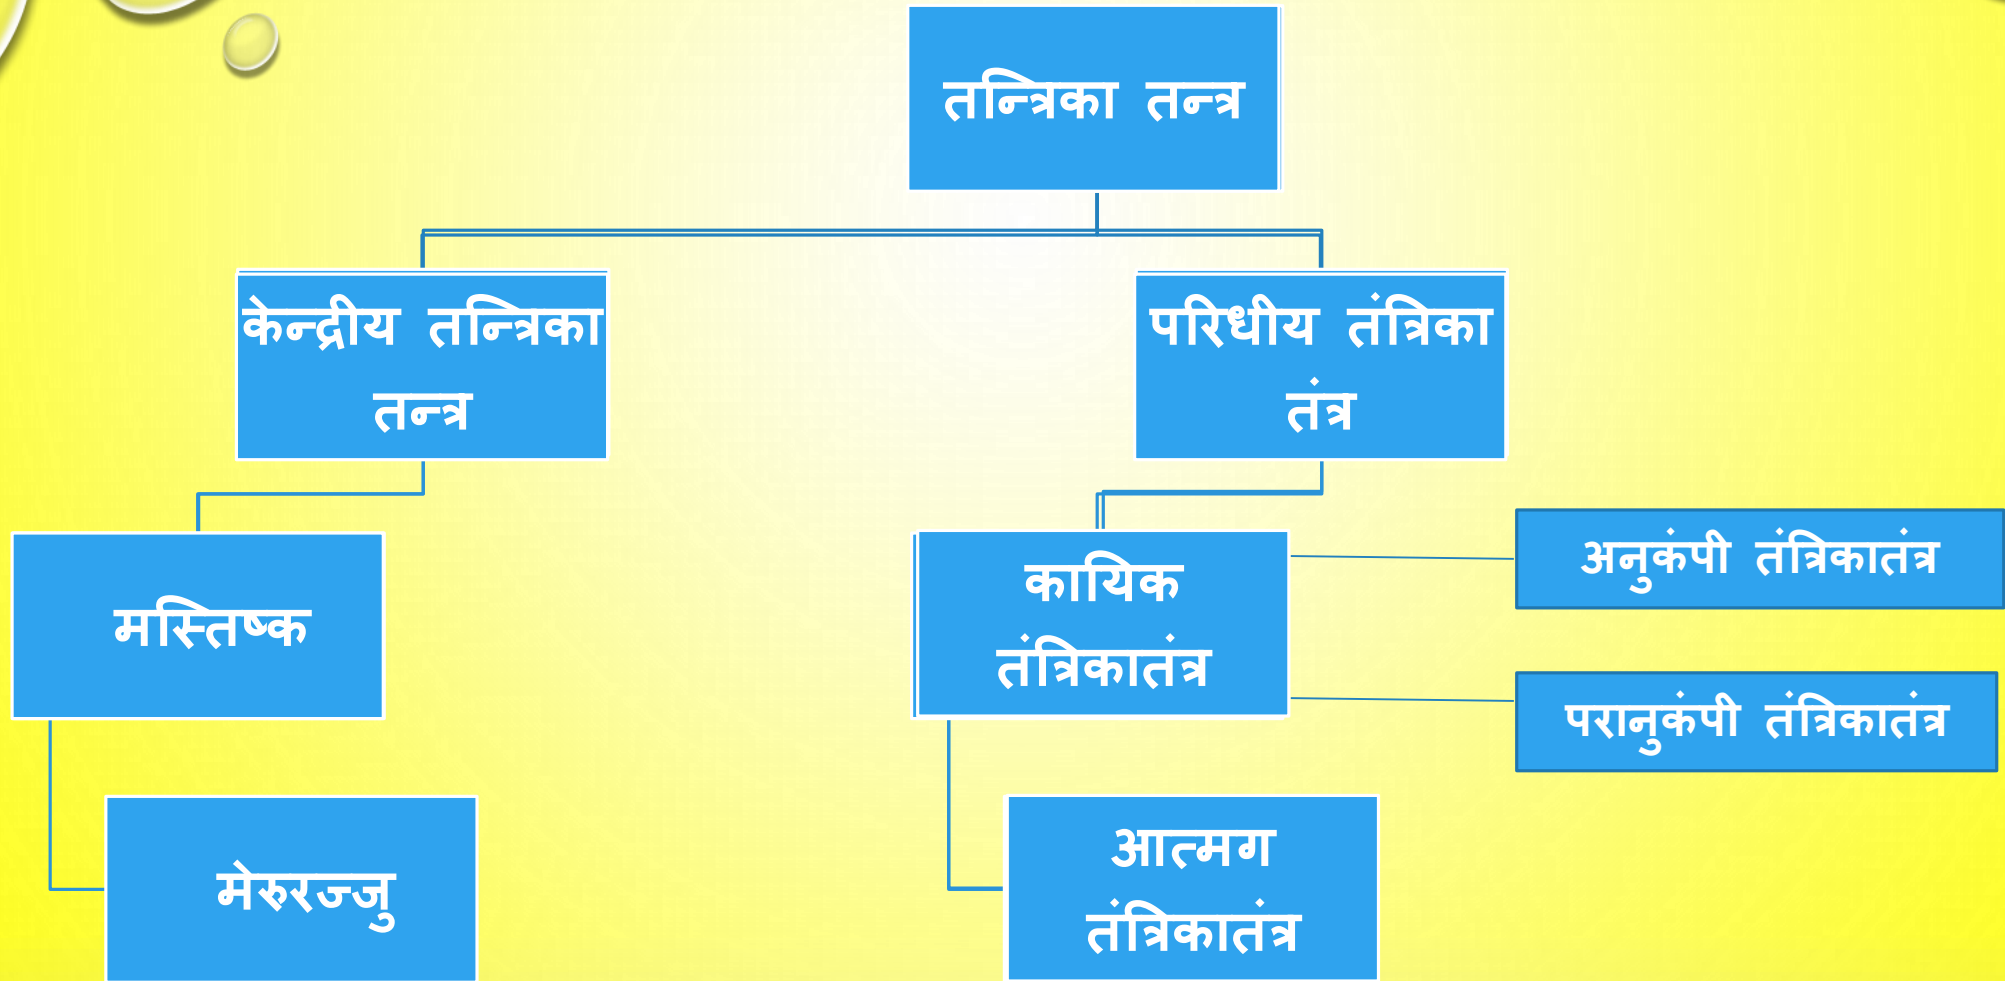 तन्त्रिका तन्त्र
केन्द्रीय तन्त्रिका
तन्त्र
परिधीय तंत्रिका
तंत्र
मस्तिष्क
मेरुरज्जु
कायिक
तंत्रिकातंत्र
अनुकंपी तंत्रिकातंत्र
परानुकंपी तंत्रिकातंत्र
आत्मग
तंत्रिकातंत्र